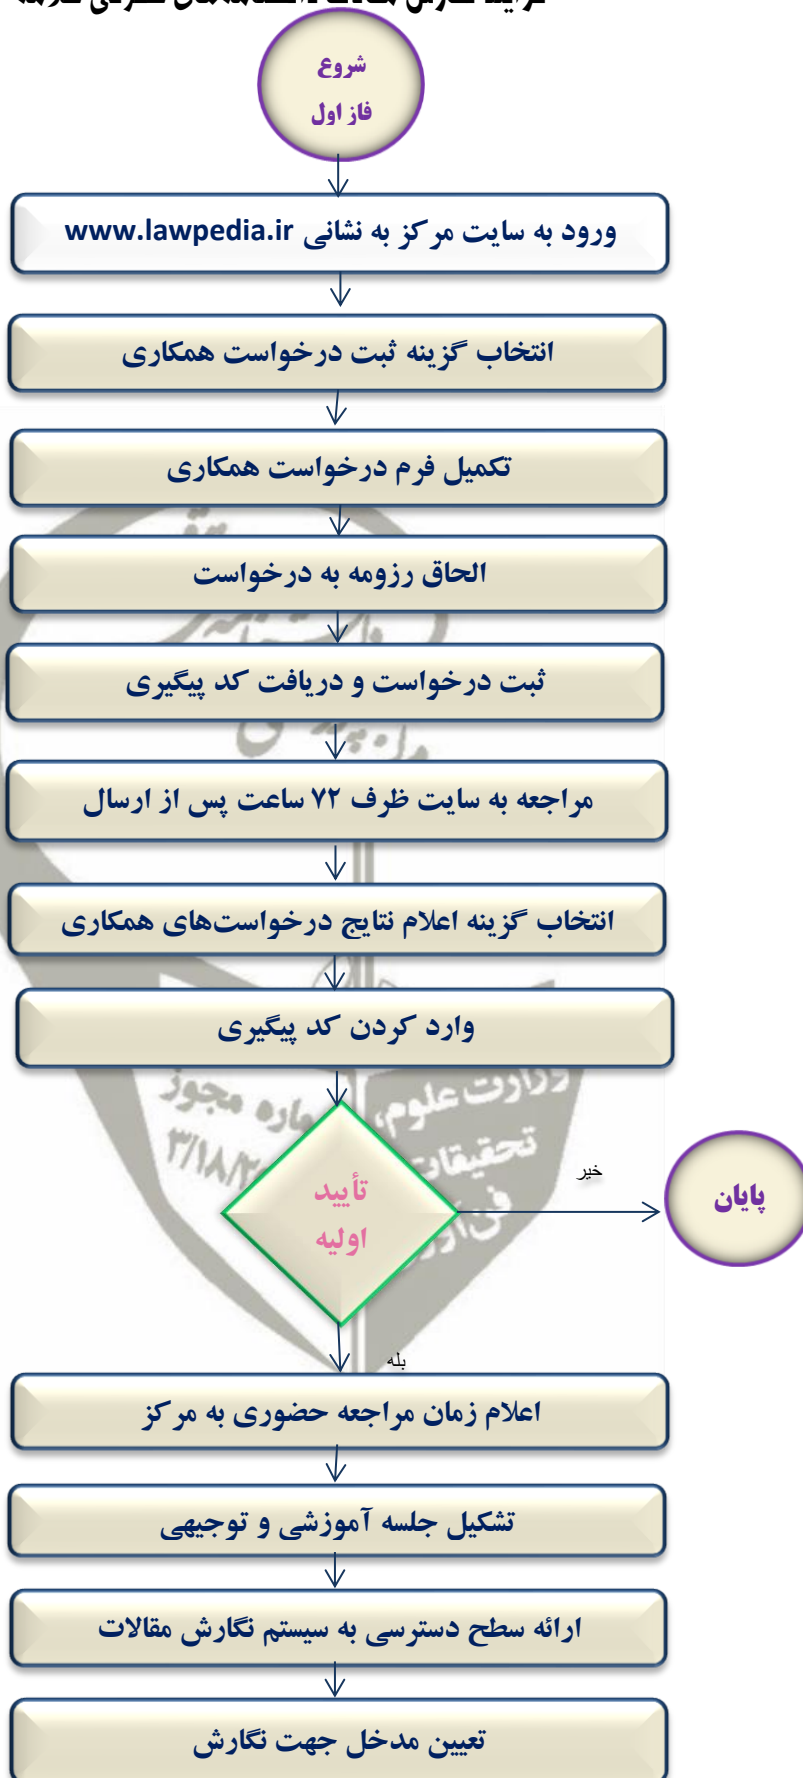 شروع
فاز اول
ورود به سایت مرکز به نشانی www.lawpedia.ir
انتخاب گزینه ثبت درخواست همکاری
تکمیل فرم درخواست همکاری
الحاق رزومه به درخواست
ثبت درخواست و دریافت کد پیگیری
مراجعه به سایت ظرف ۷۲ ساعت پس از ارسال
انتخاب گزینه اعلام نتایج درخواست‌های همکاری
وارد کردن کد پیگیری
وزارت علوم،
تحقیقات
مجوز
تأیید
اولیه
خیر
پایان
بله
اعلام زمان مراجعه حضوری به مرکز
تشکیل جلسه آموزشی و توجیهی
ارائه سطح دسترسی به سیستم نگارش مقالات
تعیین مدخل جهت نگارش